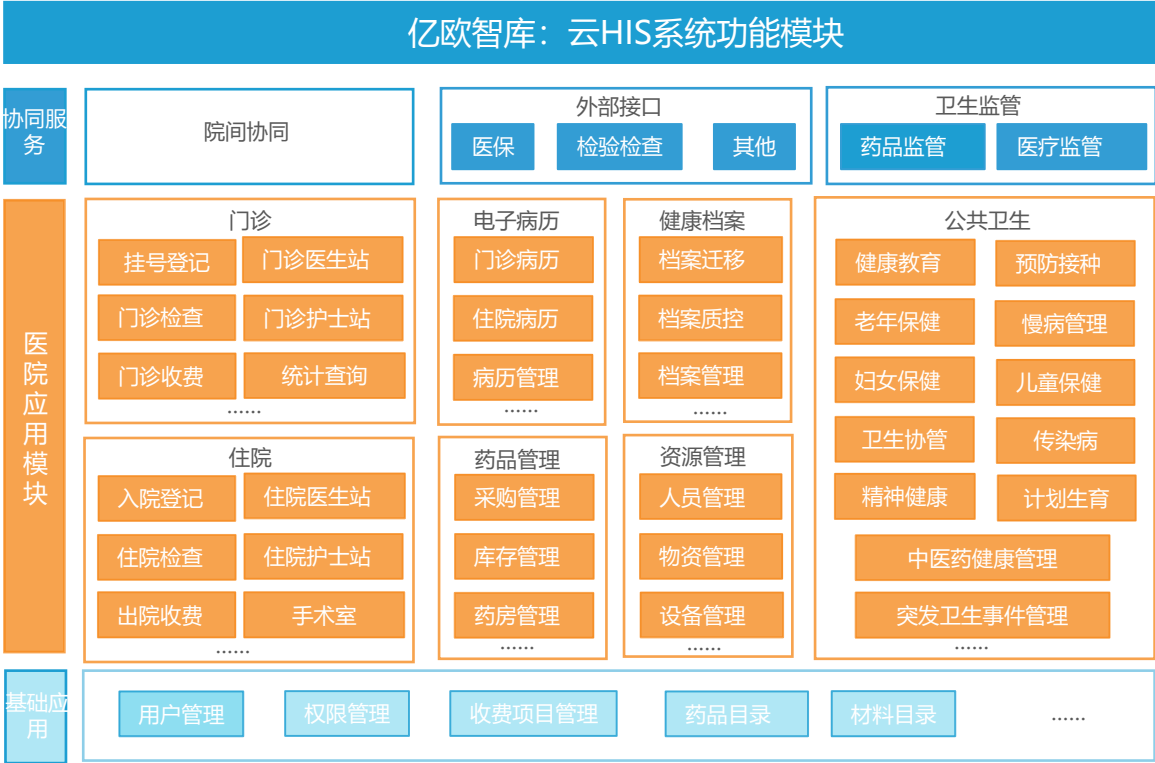 亿欧智库：云HIS系统功能模块
协同服
务
院间协同
外部接口
医保
检验检查
其他
卫生监管
药品监管
医疗监管
医
院
应
用
模
块
门诊
挂号登记
门诊医生站
门诊检查
门诊护士站
门诊收费
统计查询
......
电子病历
门诊病历
住院病历
病历管理
......
健康档案
档案迁移
档案质控
档案管理
......
公共卫生
健康教育
预防接种
老年保健
慢病管理
妇女保健
儿童保健
卫生协管
传染病
精神健康
计划生育
中医药健康管理
突发卫生事件管理
......
住院
入院登记
住院医生站
住院检查
住院护士站
出院收费
手术室
......
药品管理
采购管理
库存管理
药房管理
......
资源管理
人员管理
物资管理
设备管理
......
基础应
用
用户管理
权限管理
收费项目管理
药品目录
材料目录
......